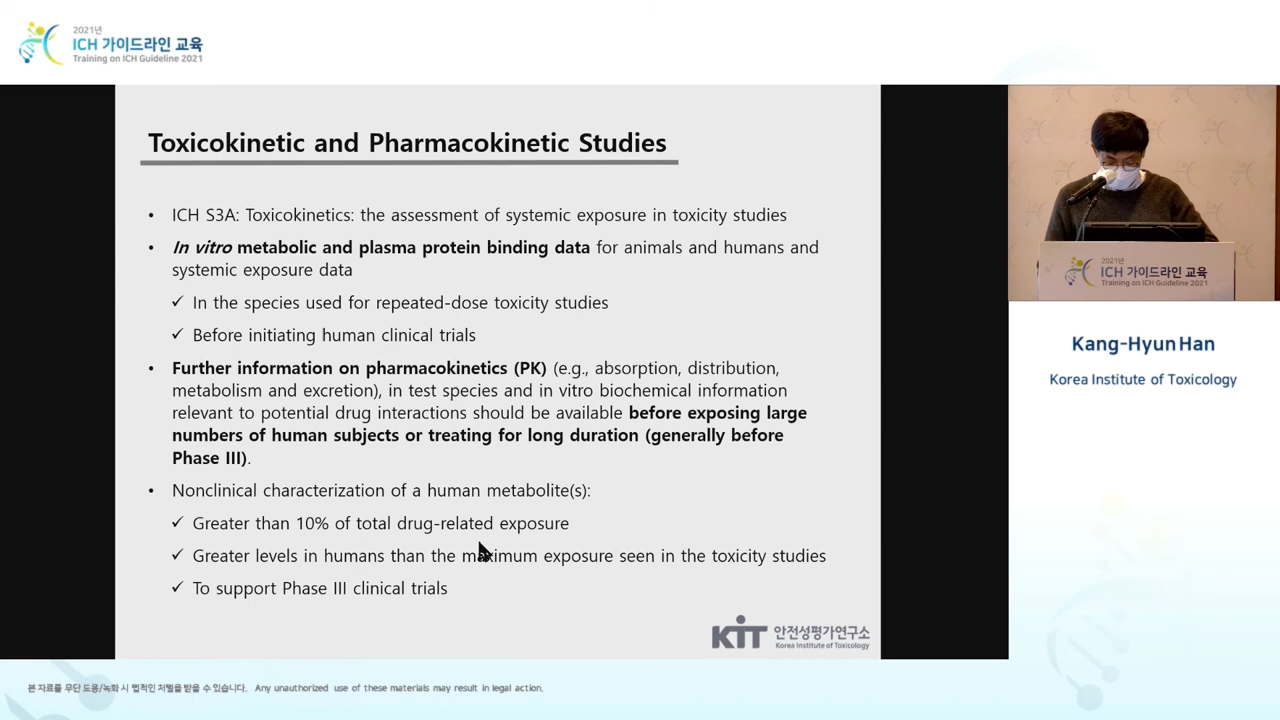 2021년
ICH 가이드라인 교육
Training on ICH Guideline 2021
Toxicokinetic and Pharmacokinetic Studies
• ICH S3A: Toxicokinetics: the assessment of systemic exposure in toxicity studies
• In vitro metabolic and plasma protein binding data for animals and humans and
systemic exposure data
✓ In the species used for repeated-dose toxicity studies
✓ Before initiating human clinical trials
• Further information on pharmacokinetics (PK) (e.g., absorption, distribution,
metabolism and excretion), in test species and in vitro biochemical information
relevant to potential drug interactions should be available before exposing large
numbers of human subjects or treating for long duration (generally before
Phase III).
• Nonclinical characterization of a human metabolite(s):
✓ Greater than 10% of total drug-related exposure
✓ Greater levels in humans than the maximum exposure seen in the toxicity studies
✓ To support Phase III clinical trials
KIT 안전성평가연구소
Korea Institute of Toxicology
2021년
ICH 가이드라인 교육
Training on ICH Guideline 2021
Kang-Hyun Han
Korea Institute of Toxicology
본 자료를 무단 도용/녹화 시 법적인 처벌을 받을 수 있습니다. Any unauthorized use of these materials may result in legal action.